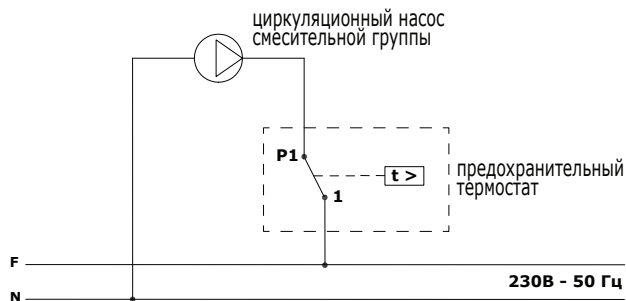 циркуляционный насос
смесительной группы
P1
t >
1
предохранительный
термостат
F
230В - 50 Гц
N